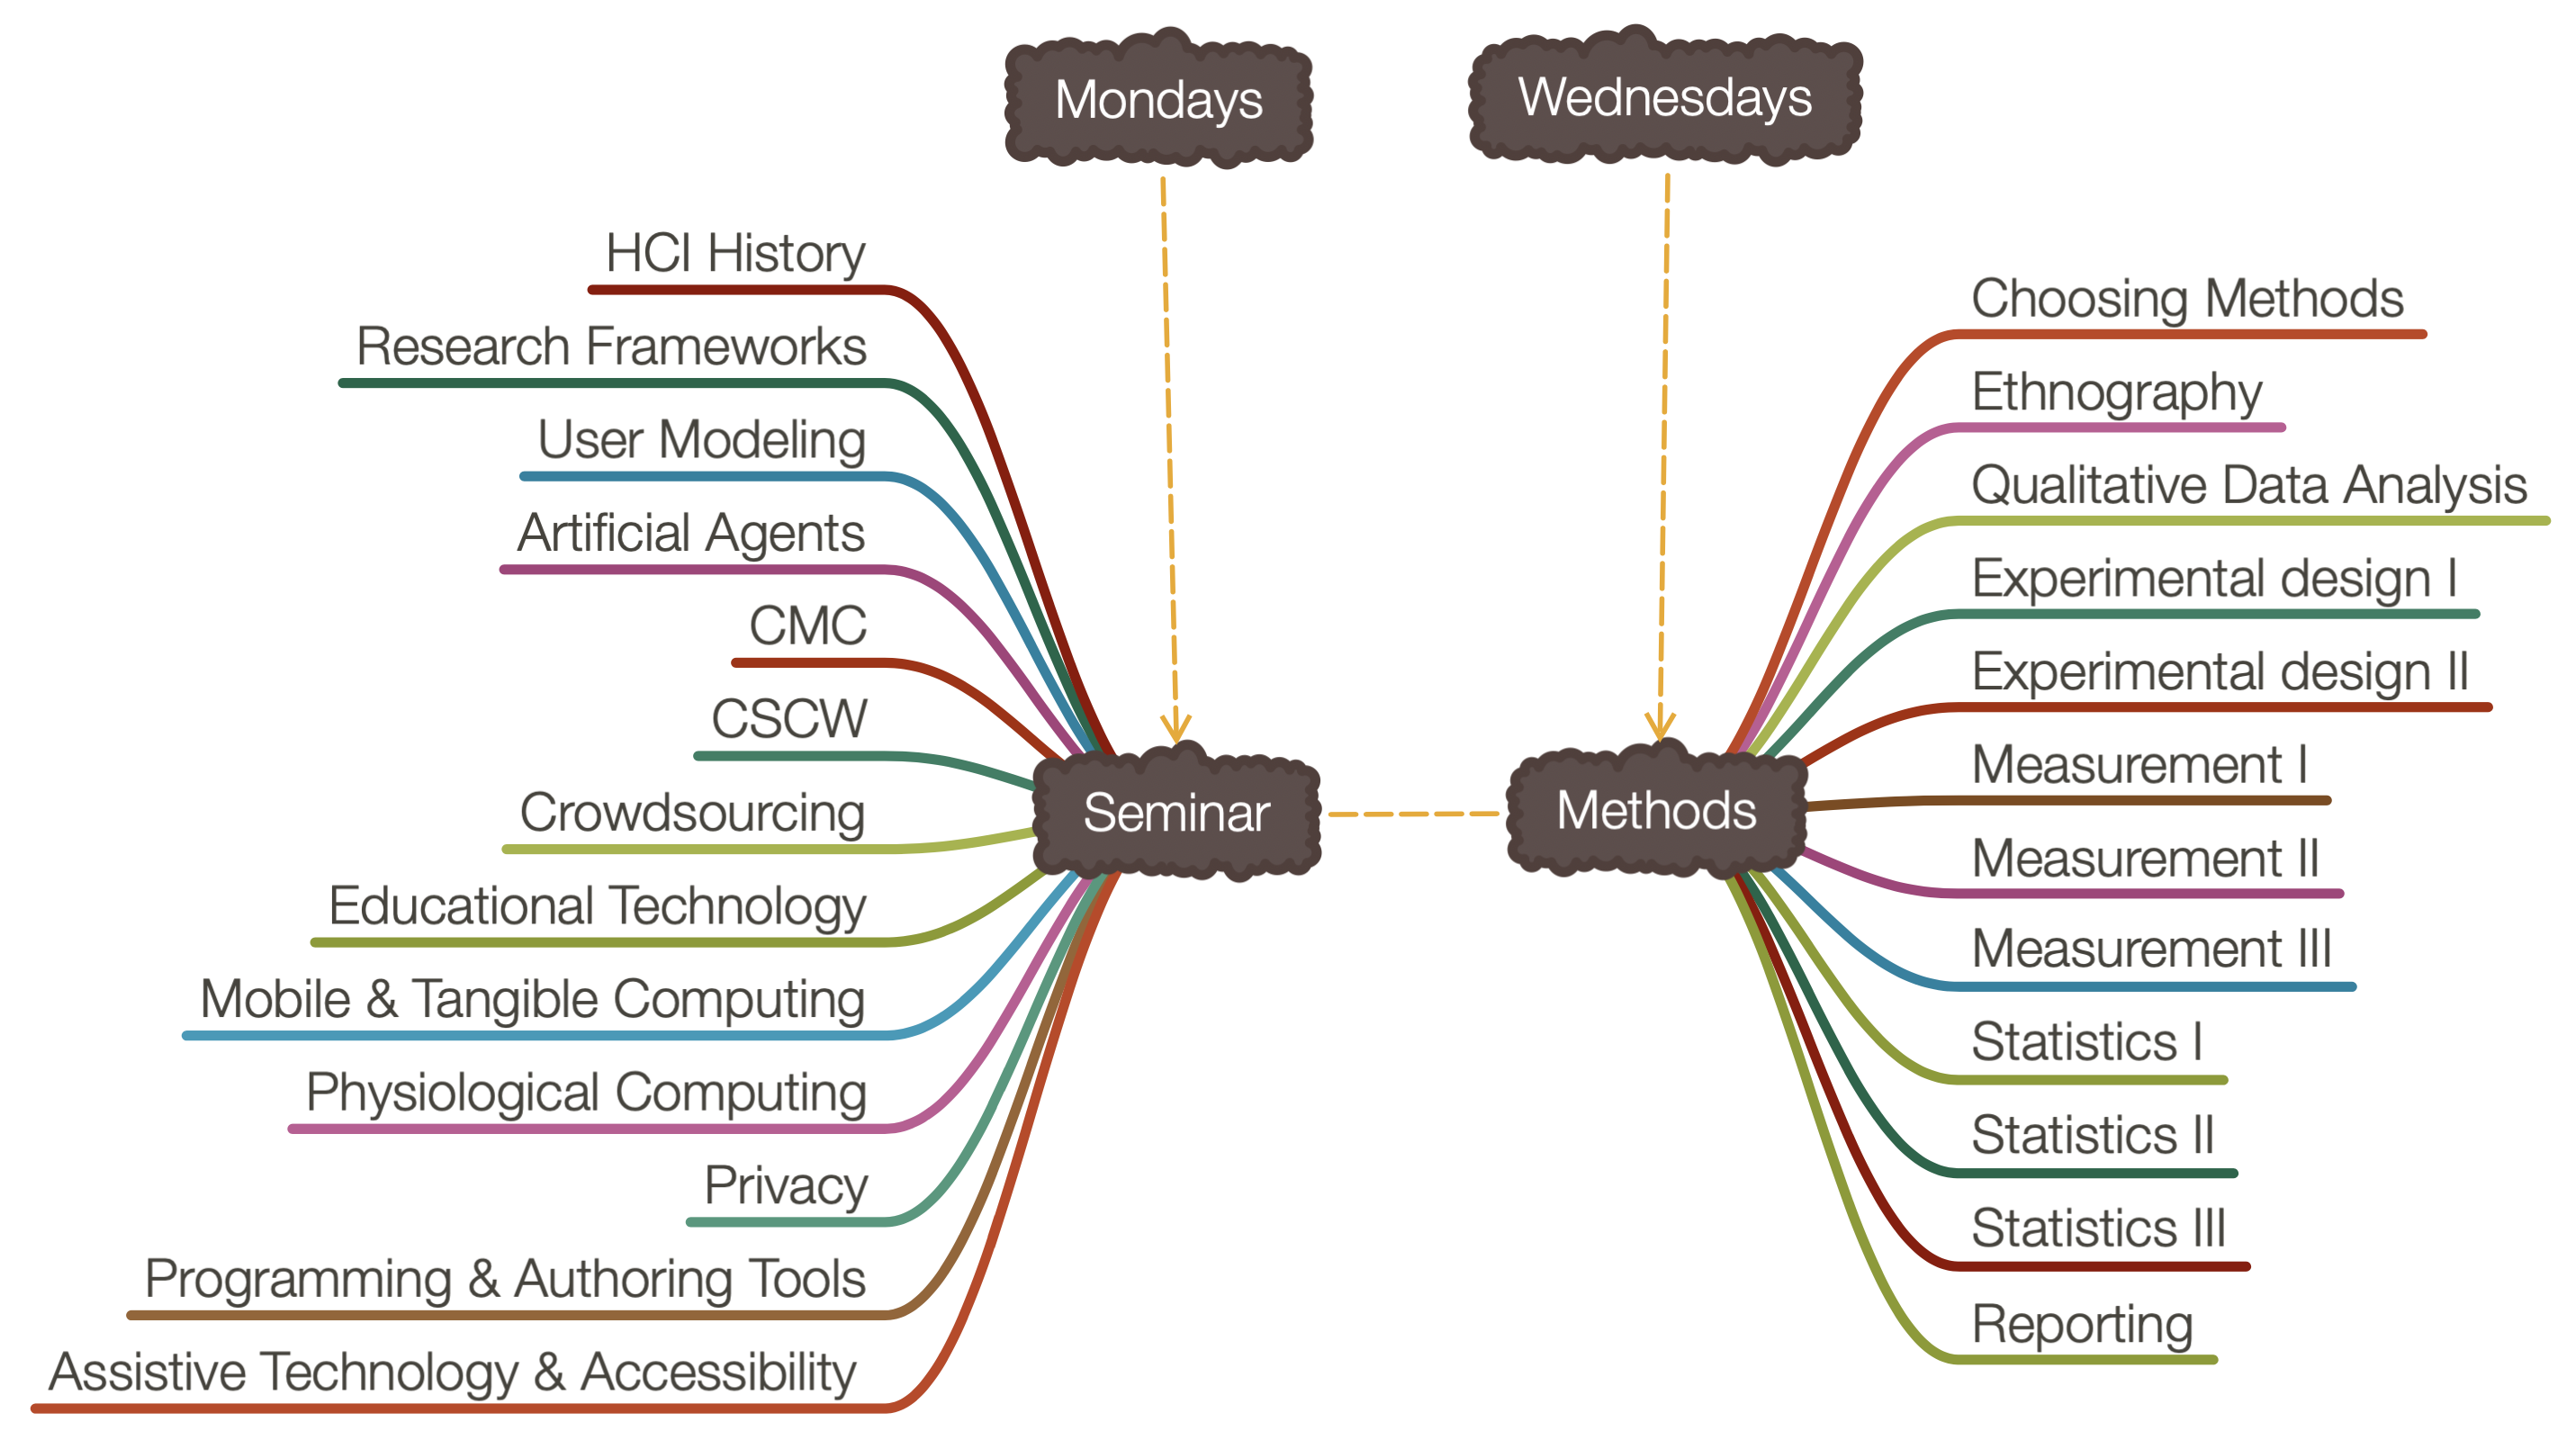 Mondays
Wednesdays
HCI History
Research Frameworks
User Modeling
Artificial Agents
CMC
CSCW
Crowdsourcing
Educational Technology
Mobile & Tangible Computing
Physiological Computing
Privacy
Programming & Authoring Tools
Assistive Technology & Accessibility
Seminar
Methods
Choosing Methods
Ethnography
Qualitative Data Analysis
Experimental design I
Experimental design II
Measurement I
Measurement II
Measurement III
Statistics I
Statistics II
Statistics III
Reporting